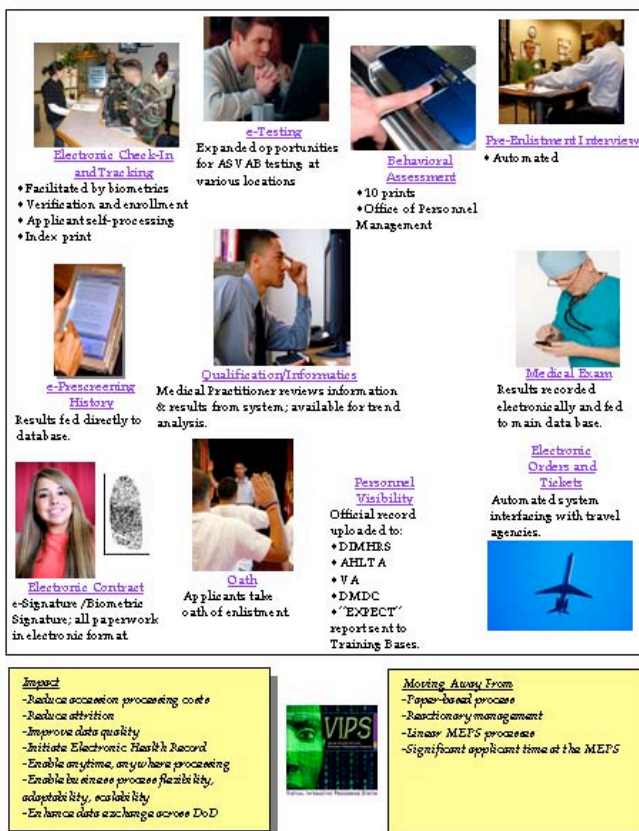 Electronic Check-In
and Tracking
♦Facilitated by biometrics
♦Verification and enrollment
♦Applicant self-processing
♦Index print
e-Testing
Expanded opportunities
for ASVAB testing at
various locations
Behavioral
Assessment
♦10 prints
♦Office of Personnel
Management
Pre-Enlistment Interview
♦Automated
e-Prescreening
History
Results fed directly to
database.
Qualification/Informatics
Medical Practitioner reviews information
& results from system; available for trend
analysis.
Medical Exam
Results recorded
electronically and fed
to main data base.
Electronic Contract
e-Signature/Biometric
Signature; all paperwork
in electronic format
Oath
Applicants take
oath of enlistment
Personnel
Visibility
Official record
uploaded to:
♦DIMHRS
♦AHLTA
♦VA
♦DMDC
♦"EXPECT"
report sent to
Training Bases.
Electronic
Orders and
Tickets
Automated system
interfacing with travel
agencies.
Impact
-Reduce accession processing costs
-Reduce attrition
-Improve data quality
-Initiate Electronic Health Record
-Enable anytime, anywhere processing
-Enable business process flexibility,
adaptability, scalability
-Enhance data exchange across DoD
VIPS
Moving Away From
-Paper-based process
-Reactionary management
-Linear MEPS processes
-Significant applicant time at the MEPS